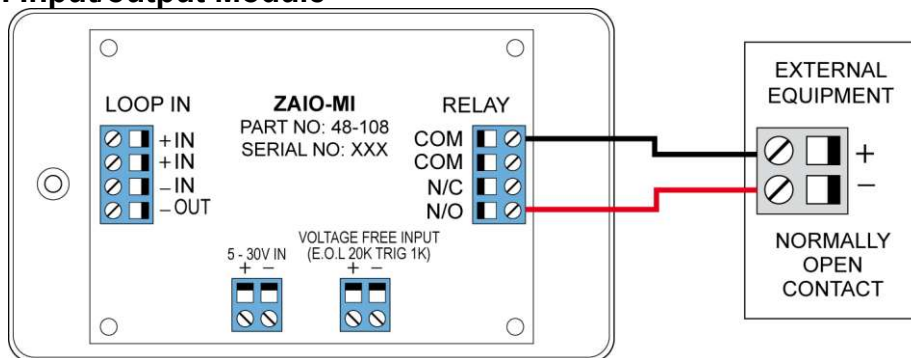 Input/output Module
LOOP IN
+IN
+IN
–IN
–OUT
ZAIO-MI
PART NO: 48-108
SERIAL NO: XXX
RELAY
COM
COM
N/C
N/O
5 - 30V IN
+ –
VOLTAGE FREE INPUT
(E.O.L 20K TRIG 1K)
+ –
EXTERNAL
EQUIPMENT
+
–
NORMALLY
OPEN
CONTACT